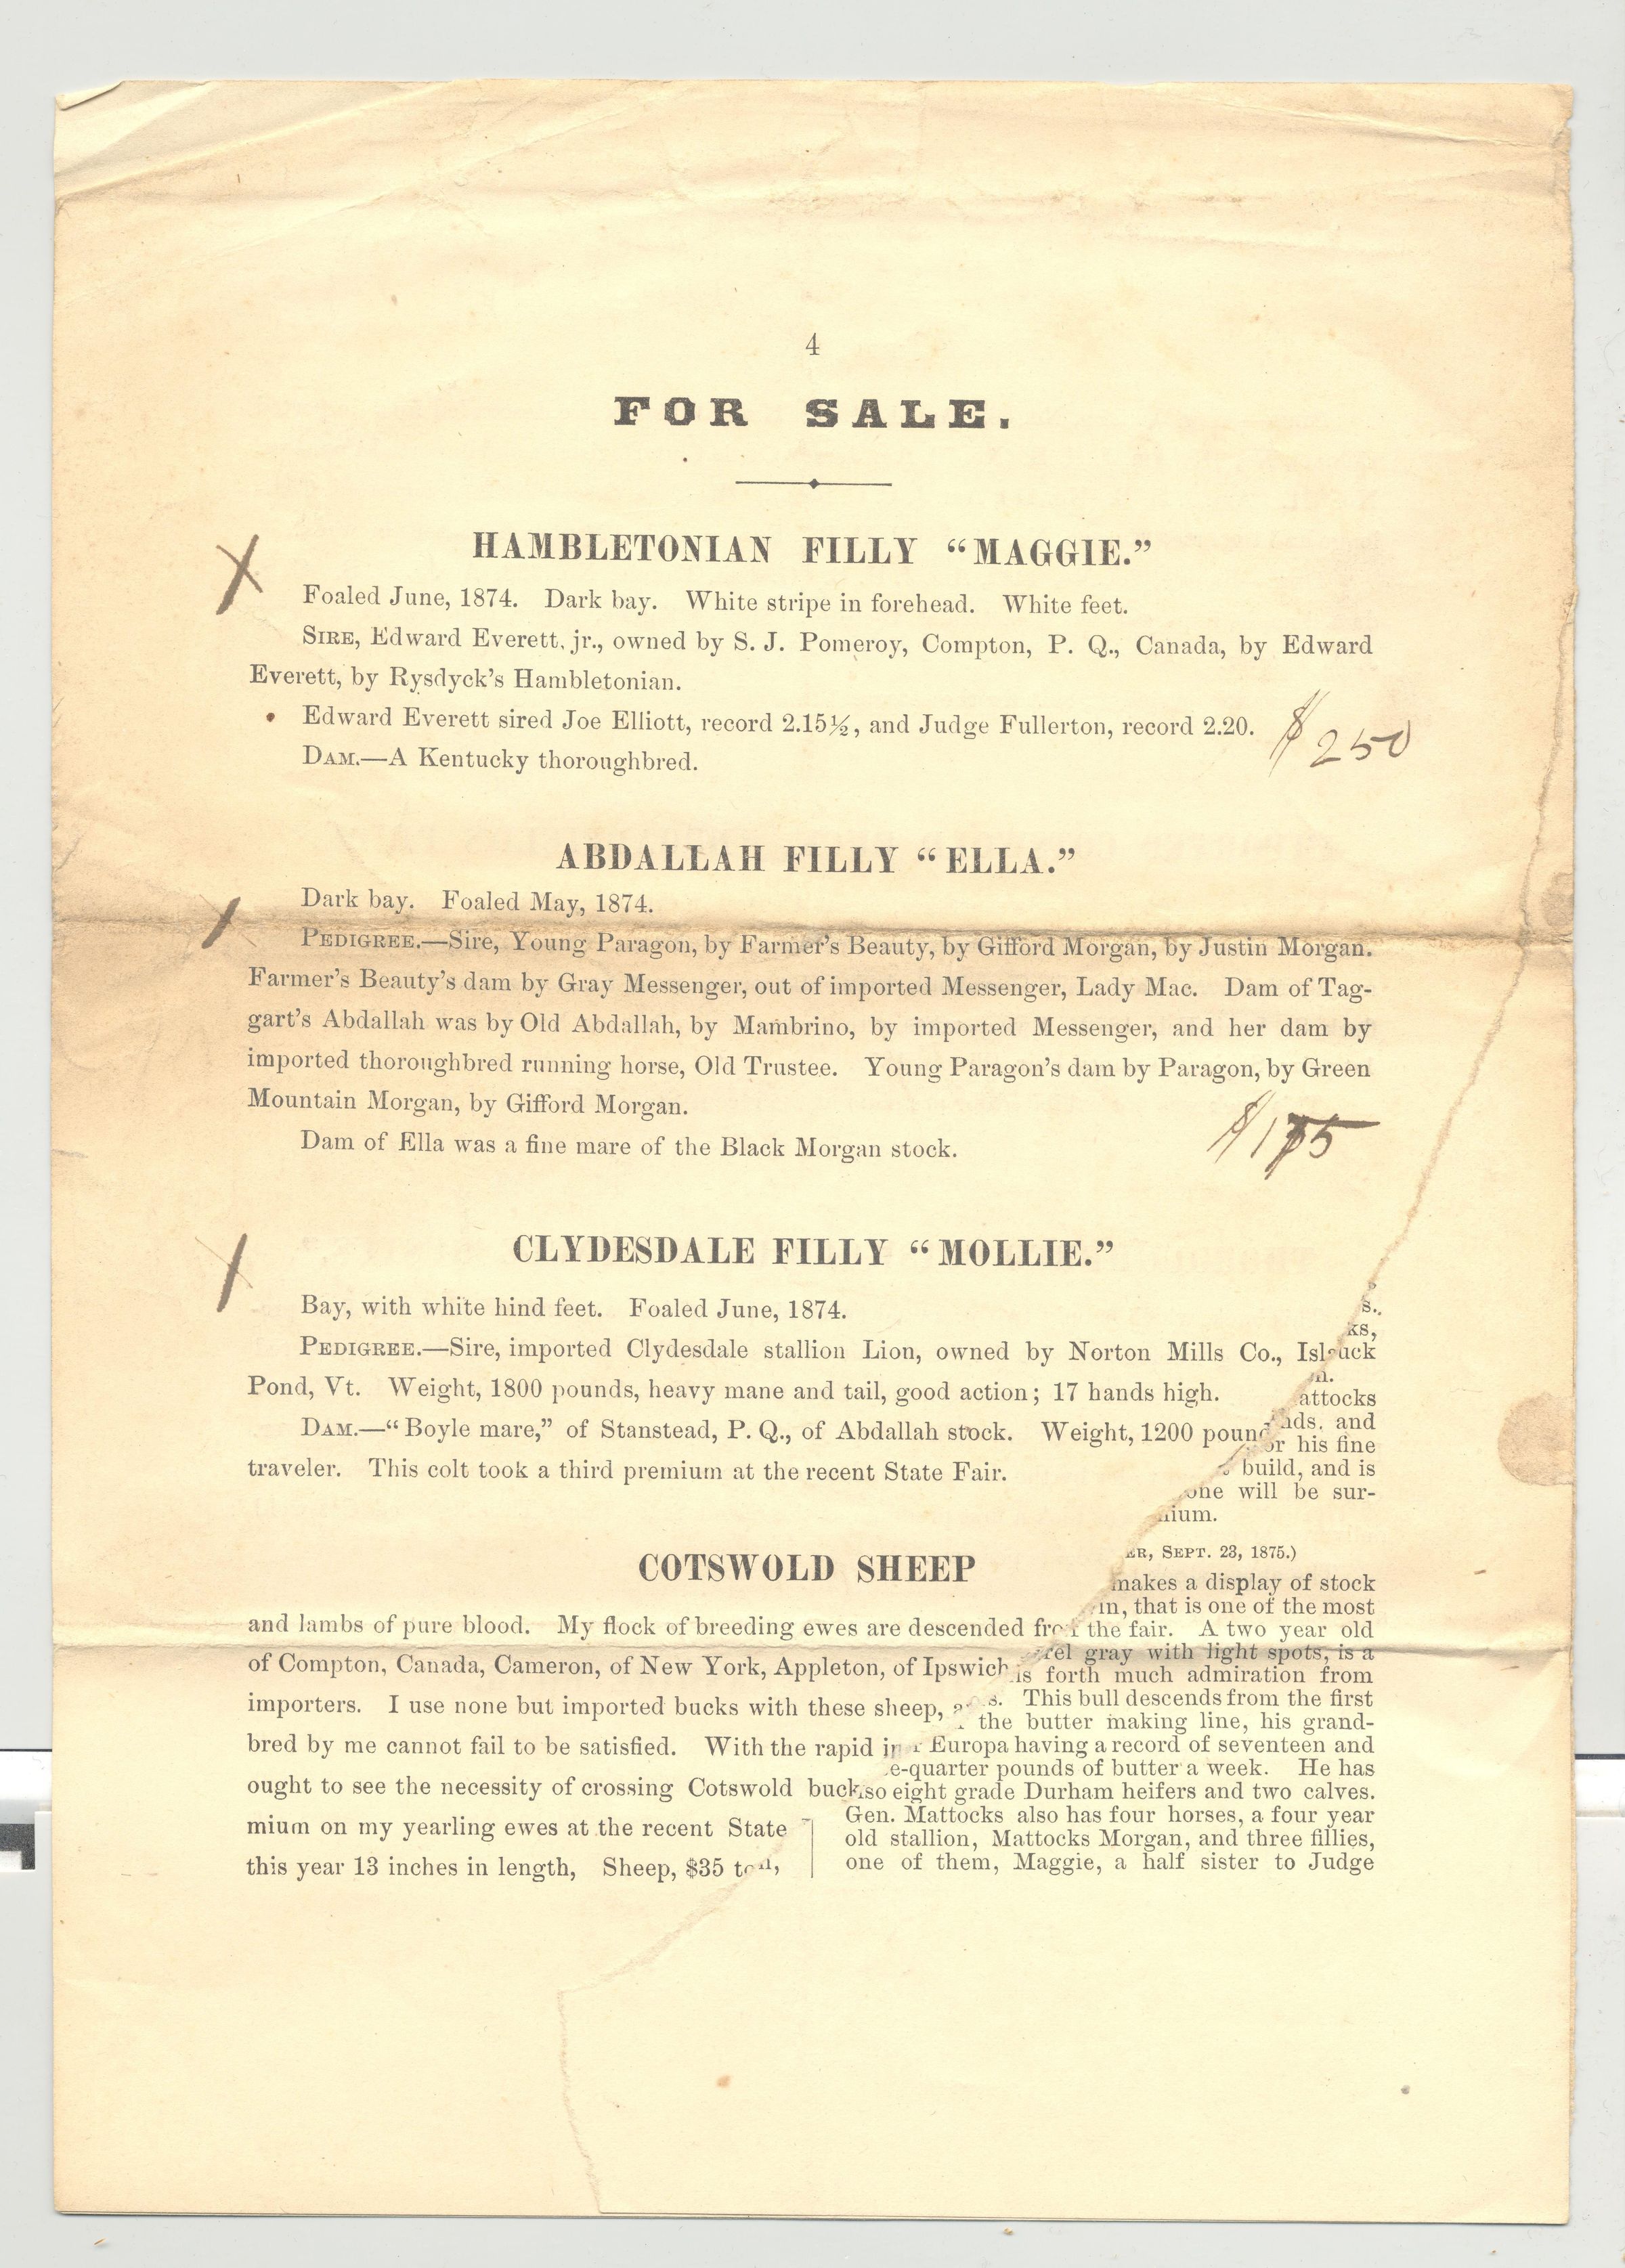 4
FOR SALE.
HAMBLETONIAN FILLY “MAGGIE.”
Foaled June, 1874. Dark bay. White stripe in forehead. White feet.
SIRE, Edward Everett, jr., owned by S. J. Pomeroy, Compton, P. Q., Canada, by Edward
Everett, by Rysdyck’s Hambletonian.
Edward Everett sired Joe Elliott, record 2.15½, and Judge Fullerton, record 2.20.
$250
DAM.—A Kentucky thoroughbred.
ABDALLAH FILLY “ELLA.”
Dark bay. Foaled May, 1874.
PEDIGREE.—Sire, Young Paragon, by Farmer’s Beauty, by Gifford Morgan, by Justin Morgan.
Farmer’s Beauty’s dam by Gray Messenger, out of imported Messenger, Lady Mac. Dam of Tag-
gart’s Abdallah was by Old Abdallah, by Mambrino, by imported Messenger, and her dam by
imported thoroughbred running horse, Old Trustee. Young Paragon’s dam by Paragon, by Green
Mountain Morgan, by Gifford Morgan.
Dam of Ella was a fine mare of the Black Morgan stock.
$175
CLYDESDALE FILLY “MOLLIE.”
Bay, with white hind feet. Foaled June, 1874.
PEDIGREE.—Sire, imported Clydesdale stallion Lion, owned by Norton Mills Co.,
Pond, Vt. Weight, 1800 pounds, heavy mane and tail, good action; 17 hands high.
DAM.—“Boyle mare,” of Stanstead, P. Q., of Abdallah stock. Weight, 1200
traveler. This colt took a third premium at the recent State Fair.
COTSWOLD SHEEP
and lambs of pure blood. My flock of breeding ewes are descended
of Compton, Canada, Cameron, of New York, Appleton, of Ipswich
importers. I use none but imported bucks with these sheep,
bred by me cannot fail to be satisfied. With the rapid
ought to see the necessity of crossing Cotswold buck
mium on my yearling ewes at the recent State
this year 13 inches in length, Sheep, $35
s.
ks,
uck
attocks
and
his fine
build, and is
one will be sur-
nium.
ER, SEPT. 23, 1875.)
makes a display of stock
in, that is one of the most
the fair. A two year old
rel gray with light spots, is a
is forth much admiration from
s. This bull descends from the first
the butter making line, his grand-
Europa having a record of seventeen and
e-quarter pounds of butter a week. He has
so eight grade Durham heifers and two calves.
Gen. Mattocks also has four horses, a four year
old stallion, Mattocks Morgan, and three fillies,
one of them, Maggie, a half sister to Judge